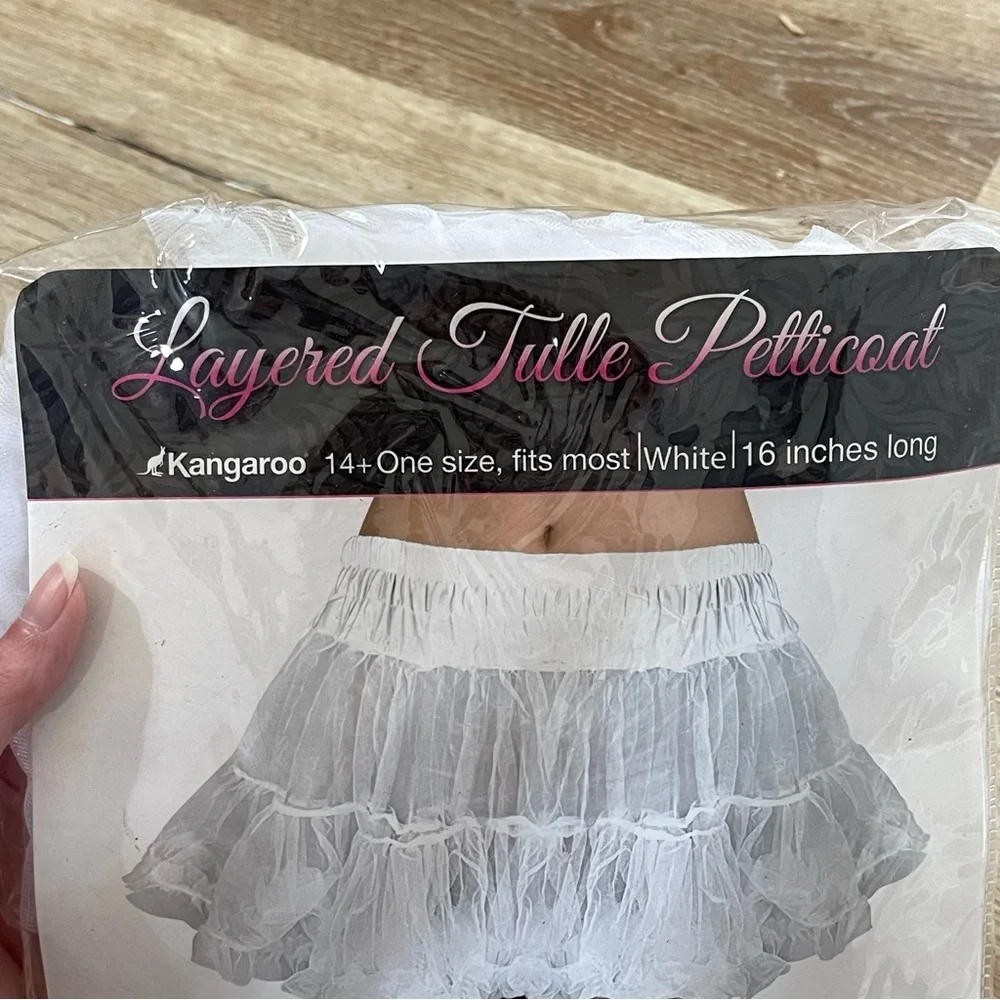 Layered Tulle Petticoat
Kangaroo 14+ One size, fits most | White | 16 inches long